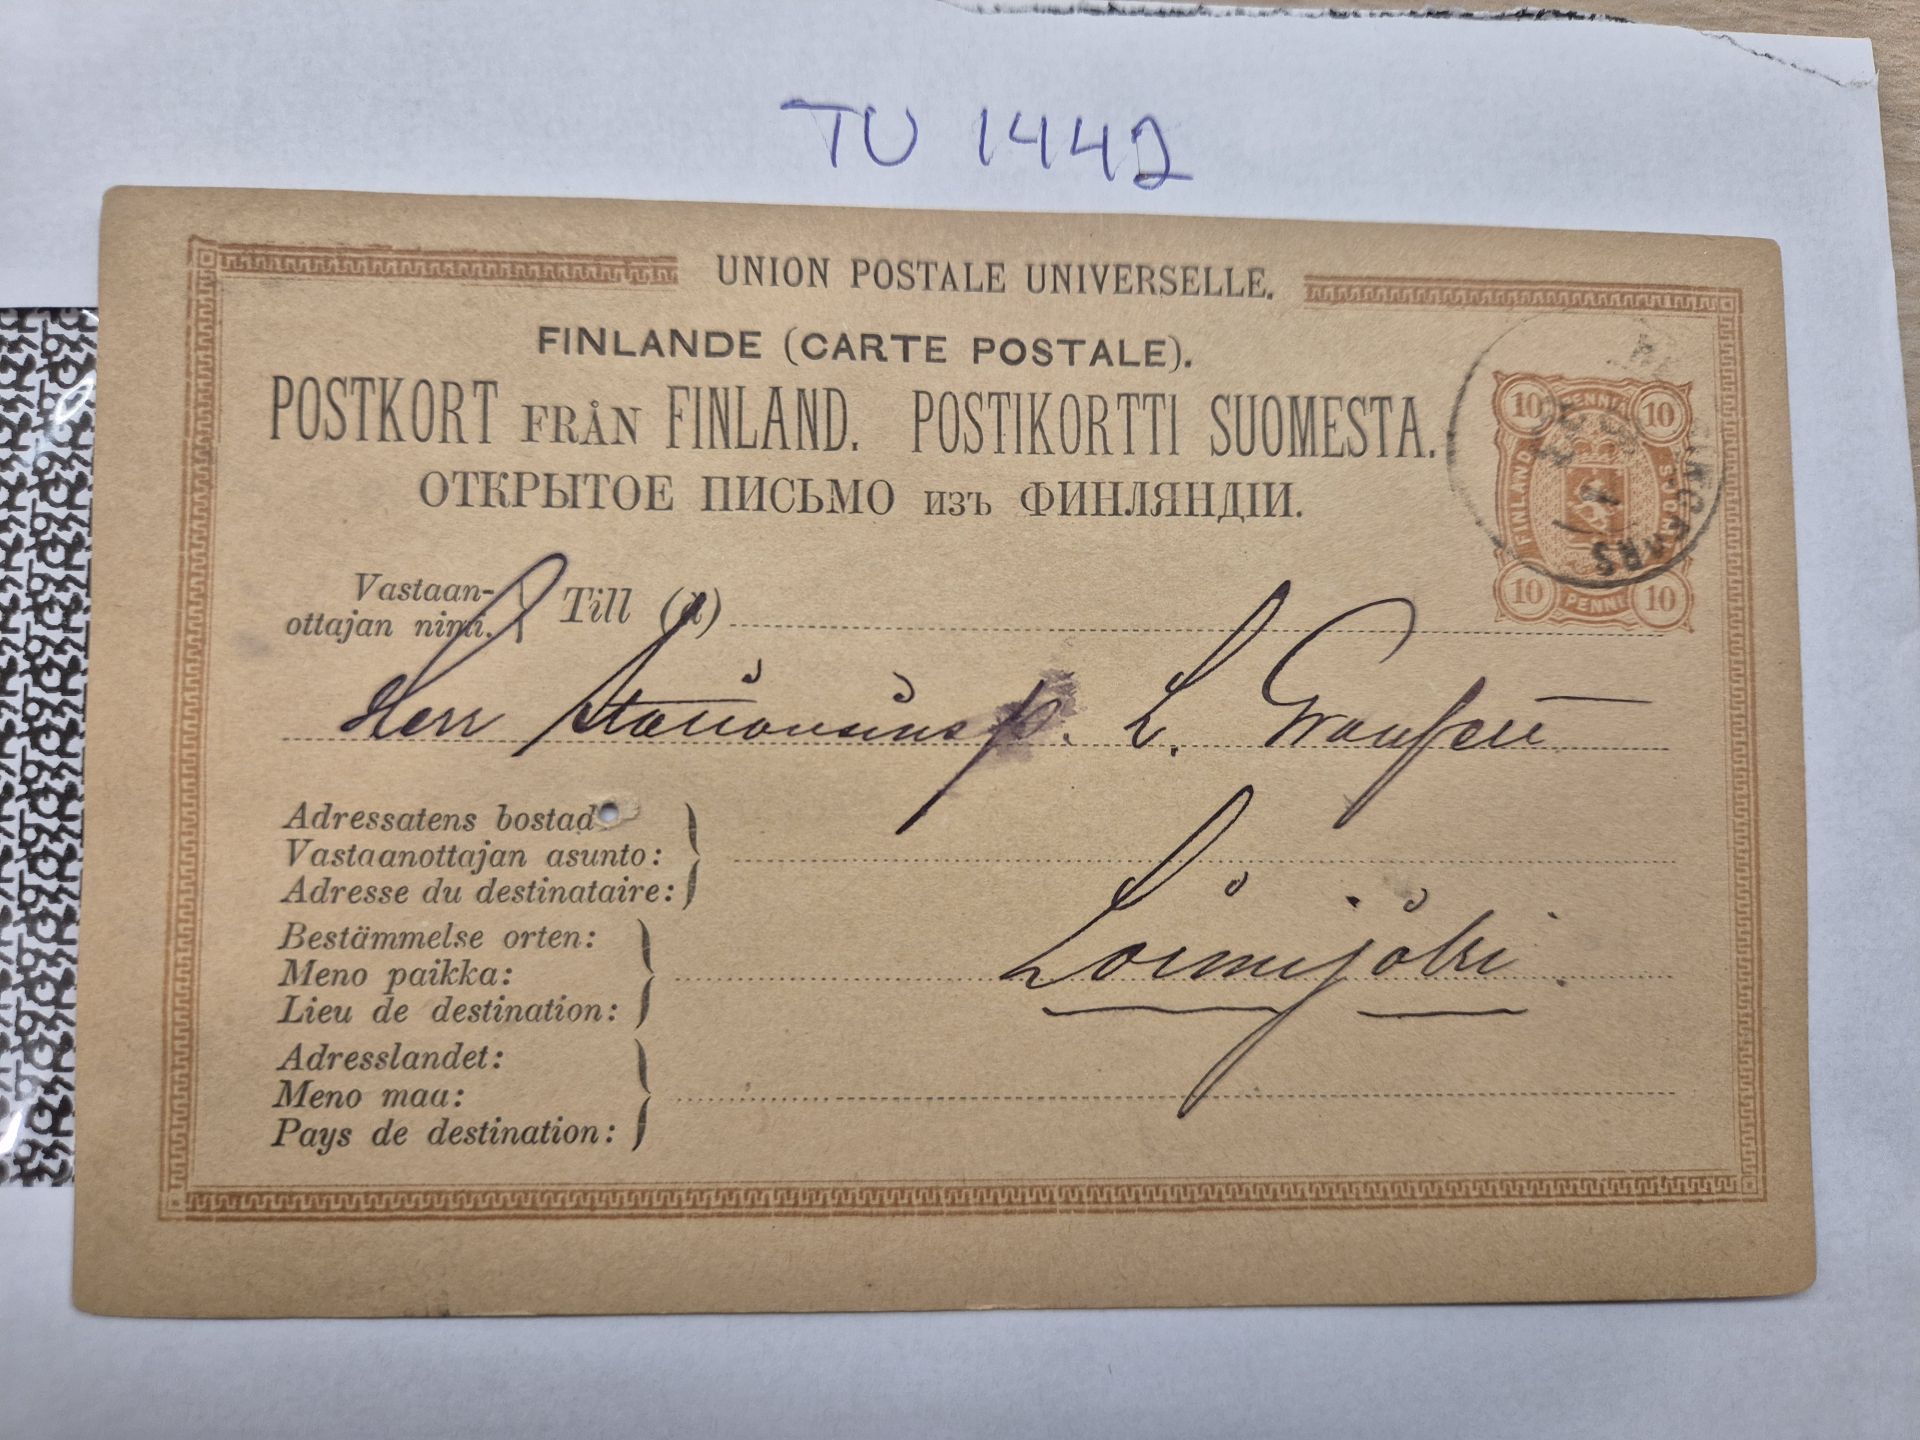 TU 1442
UNION POSTALE UNIVERSELLE.
FINLANDE (CARTE POSTALE).
POSTKORT FRÅN FINLAND. POSTIKORTTI SUOMESTA.
ОТКРЫТОЕ ПИСЬМО изъ ФИНЛЯНДІИ.
10 PENNIÄ 10
FINLAND.
SUOMI
10 PENNI 10
Vastaan-
ottajan nimi. Till (à)
Herr Stationsinsp. L.
Adressatens bostad
Vastaanottajan asunto:
Adresse du destinataire:
Bestämmelse orten:
Meno paikka:
Lieu de destination:
Loimijoki
Adresslandet:
Meno maa:
Pays de destination: